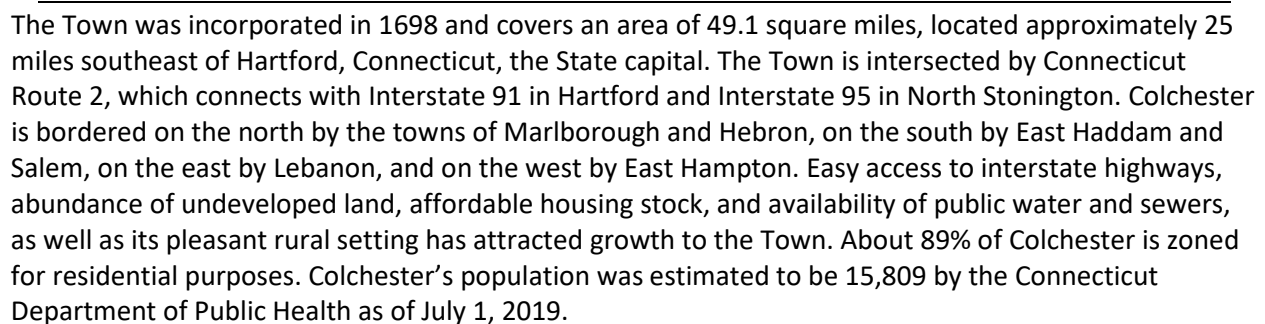 The Town was incorporated in 1698 and covers an area of 49.1 square miles, located approximately 25
miles southeast of Hartford, Connecticut, the State capital. The Town is intersected by Connecticut
Route 2, which connects with Interstate 91 in Hartford and Interstate 95 in North Stonington. Colchester
is bordered on the north by the towns of Marlborough and Hebron, on the south by East Haddam and
Salem, on the east by Lebanon, and on the west by East Hampton. Easy access to interstate highways,
abundance of undeveloped land, affordable housing stock, and availability of public water and sewers,
as well as its pleasant rural setting has attracted growth to the Town. About 89% of Colchester is zoned
for residential purposes. Colchester’s population was estimated to be 15,809 by the Connecticut
Department of Public Health as of July 1, 2019.